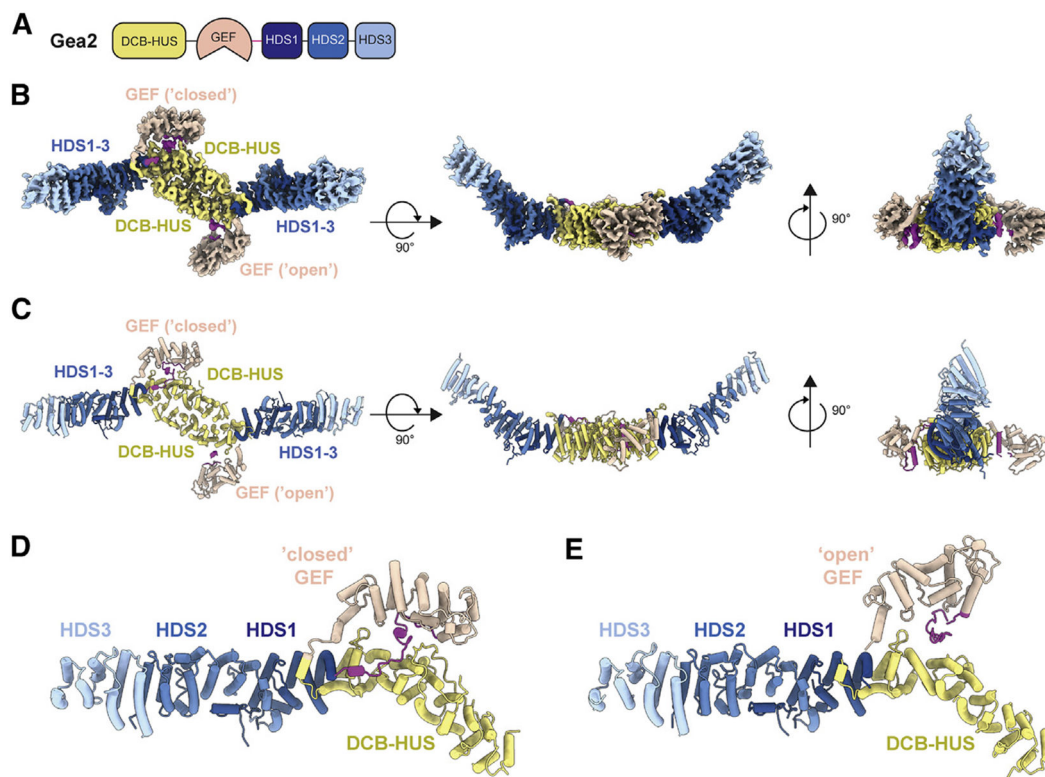 A
Gea2
DCB-HUS
GEF
HDS1
HDS2
HDS3
B
GEF ('closed')
HDS1-3
DCB-HUS
DCB-HUS
HDS1-3
GEF ('open')
90°
90°
C
GEF ('closed')
HDS1-3
DCB-HUS
DCB-HUS
HDS1-3
GEF ('open')
90°
90°
D
'closed'
GEF
HDS3
HDS2
HDS1
DCB-HUS
E
'open'
GEF
HDS3
HDS2
HDS1
DCB-HUS